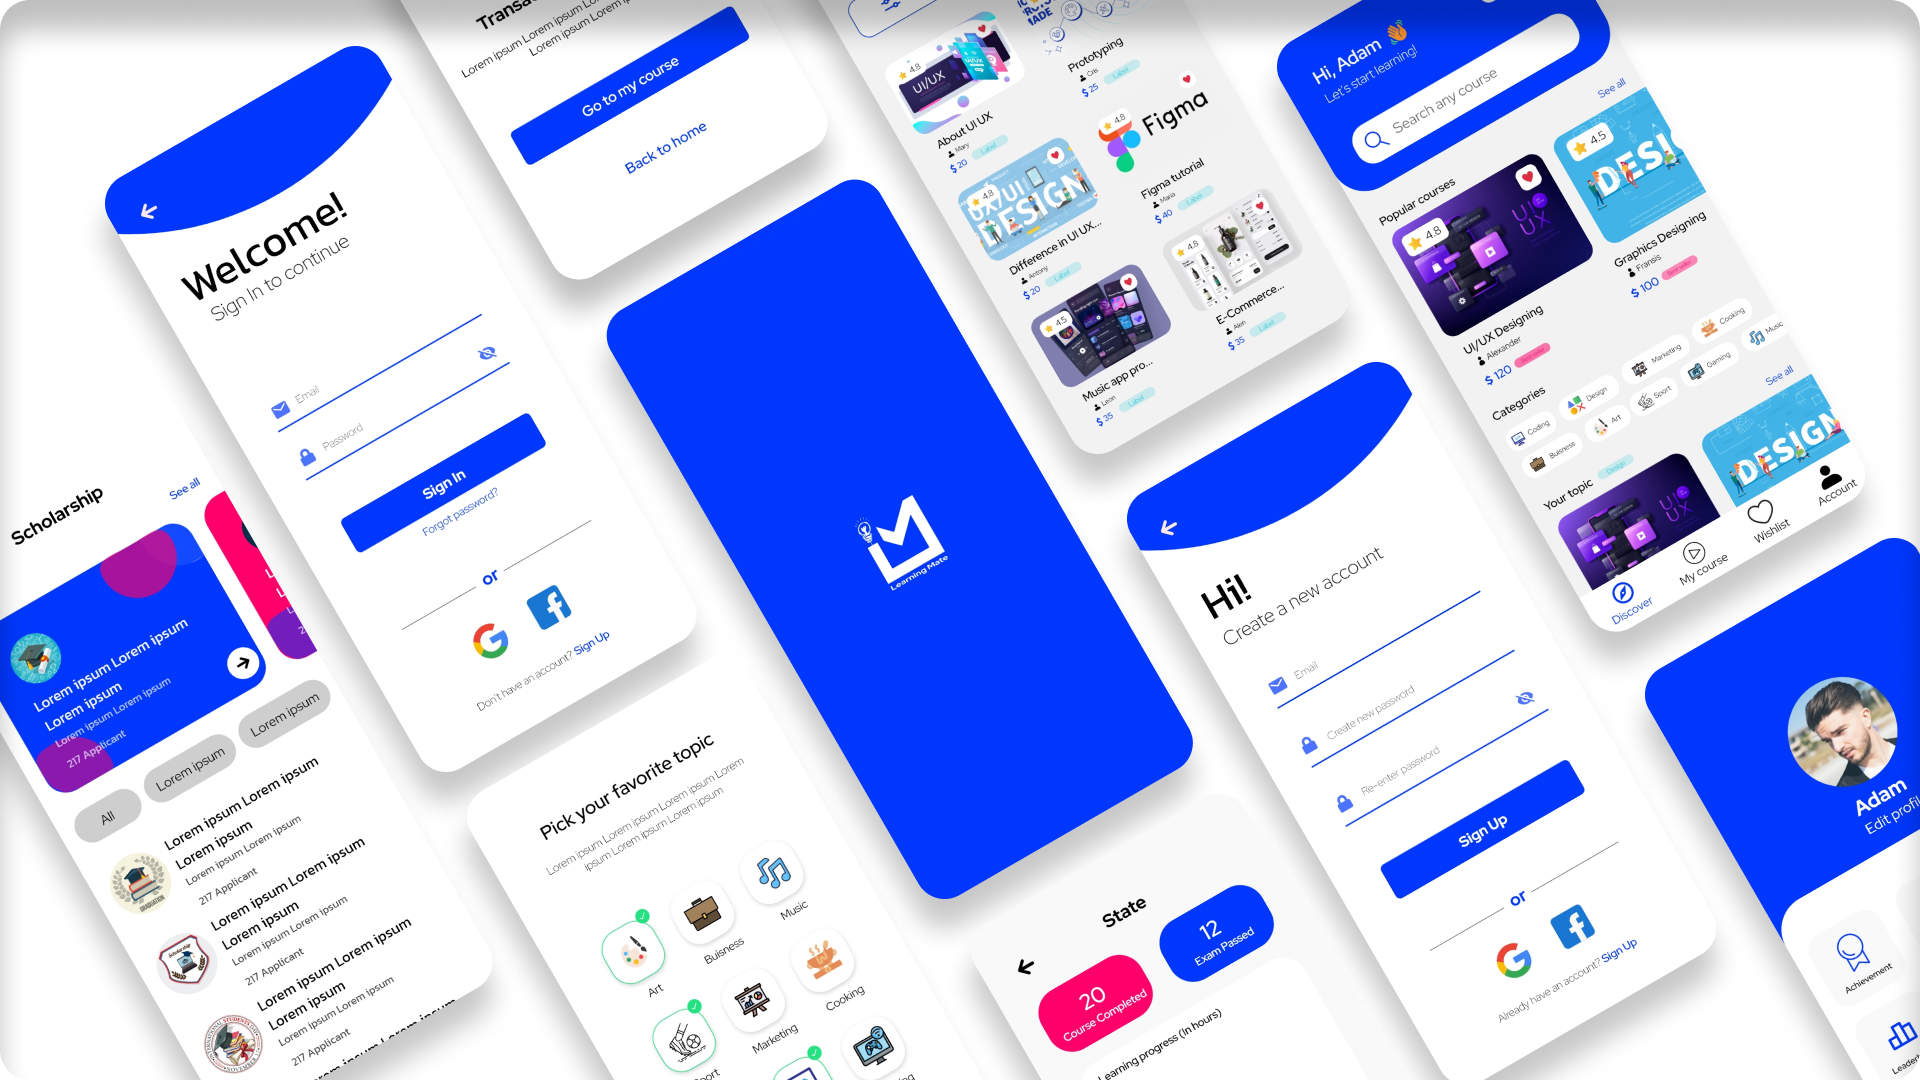 Scholarship
See all
Lorem ipsum Lorem ipsum
Lorem ipsum
Lorem ipsum Lorem ipsum
217 Applicant
All
Lorem ipsum
Lorem ipsum
Lorem ipsum Lorem ipsum
Lorem ipsum
Lorem ipsum Lorem ipsum
217 Applicant
GRADUATION
Lorem ipsum Lorem ipsum
Lorem ipsum
Lorem ipsum Lorem ipsum
217 Applicant
Scholarship
Lorem ipsum Lorem ipsum
Lorem ipsum
Lorem ipsum Lorem ipsum
217 Applicant
Welcome!
Sign In to continue
Email
Password
Sign In
Forgot password?
or
Don't have an account? Sign Up
Lorem ipsum Lorem ipsum
Go to my course
Back to home
Pick your favorite topic
Lorem ipsum Lorem ipsum Lorem ipsum Lorem
ipsum Lorem ipsum Lorem ipsum
Art
Buisness
Music
Marketing
Cooking
Learning Mate
4.8
UI/UX
About UI UX
Mary
$ 20
Label
Prototyping
Cris
$ 25
Label
4.8
UX/UI
DESIGN
Difference in UI UX...
Antony
$ 20
Label
4.8
Figma
Figma tutorial
Maria
$ 40
Label
4.5
Music app pro...
Leon
$ 35
Label
4.8
E-Commerce...
Alen
$ 35
Label
State
20
Course Completed
12
Exam Passed
Learning progress (In hours)
Hi!
Create a new account
Email
Create new password
Re-enter password
Sign Up
or
Already have an account? Sign Up
Hi, Adam
Let's start learning!
Search any course
Popular courses
See all
4.8
UI
UX
UI/UX Designing
Alexander
$ 120
Best seller
4.5
Graphics Designing
Fransis
$ 100
Best seller
Categories
Coding
Design
Marketing
Cooking
Buisness
Art
Sport
Gaming
Music
Your topic
Design
See all
UI
UX
DESIGN
Discover
My course
Wishlist
Account
Adam
Achievement